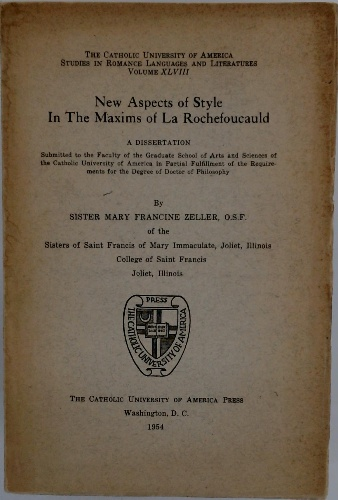 THE CATHOLIC UNIVERSITY OF AMERICA
STUDIES IN ROMANCE LANGUAGES AND LITERATURES
VOLUME XLVIII
New Aspects of Style
In The Maxims of La Rochefoucauld
A DISSERTATION
Submitted to the Faculty of the Graduate School of Arts and Sciences of
the Catholic University of America in Partial Fulfillment of the Require-
ments for the Degree of Doctor of Philosophy
By
SISTER MARY FRANCINE ZELLER, O.S.F.
of the
Sisters of Saint Francis of Mary Immaculate, Joliet, Illinois
College of Saint Francis
Joliet, Illinois
PRESS
THE CATHOLIC UNIVERSITY OF AMERICA
THE CATHOLIC UNIVERSITY OF AMERICA PRESS
Washington, D. C.
1954